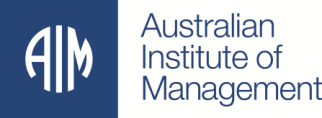 AIM
Australian
Institute of
Management